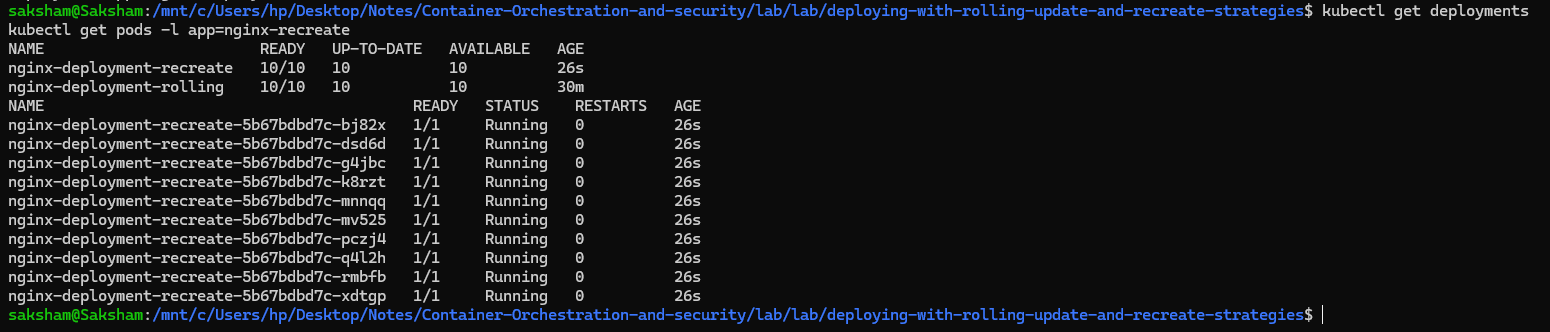 saksham@Saksham:/mnt/c/Users/hp/Desktop/Notes/Container-Orchestration-and-security/lab/lab/deploying-with-rolling-update-and-recreate-strategies$ kubectl get deployments
kubectl get pods -l app=nginx-recreate
NAME                        READY   UP-TO-DATE   AVAILABLE   AGE
nginx-deployment-recreate   10/10   10           10          26s
nginx-deployment-rolling    10/10   10           10          30m
NAME                                         READY   STATUS    RESTARTS   AGE
nginx-deployment-recreate-5b67bdbd7c-bj82x   1/1     Running   0          26s
nginx-deployment-recreate-5b67bdbd7c-dsd6d   1/1     Running   0          26s
nginx-deployment-recreate-5b67bdbd7c-g4jbc   1/1     Running   0          26s
nginx-deployment-recreate-5b67bdbd7c-k8rzt   1/1     Running   0          26s
nginx-deployment-recreate-5b67bdbd7c-mnnqq   1/1     Running   0          26s
nginx-deployment-recreate-5b67bdbd7c-mv525   1/1     Running   0          26s
nginx-deployment-recreate-5b67bdbd7c-pczj4   1/1     Running   0          26s
nginx-deployment-recreate-5b67bdbd7c-q4l2h   1/1     Running   0          26s
nginx-deployment-recreate-5b67bdbd7c-rmbfb   1/1     Running   0          26s
nginx-deployment-recreate-5b67bdbd7c-xdtgp   1/1     Running   0          26s
saksham@Saksham:/mnt/c/Users/hp/Desktop/Notes/Container-Orchestration-and-security/lab/lab/deploying-with-rolling-update-and-recreate-strategies$